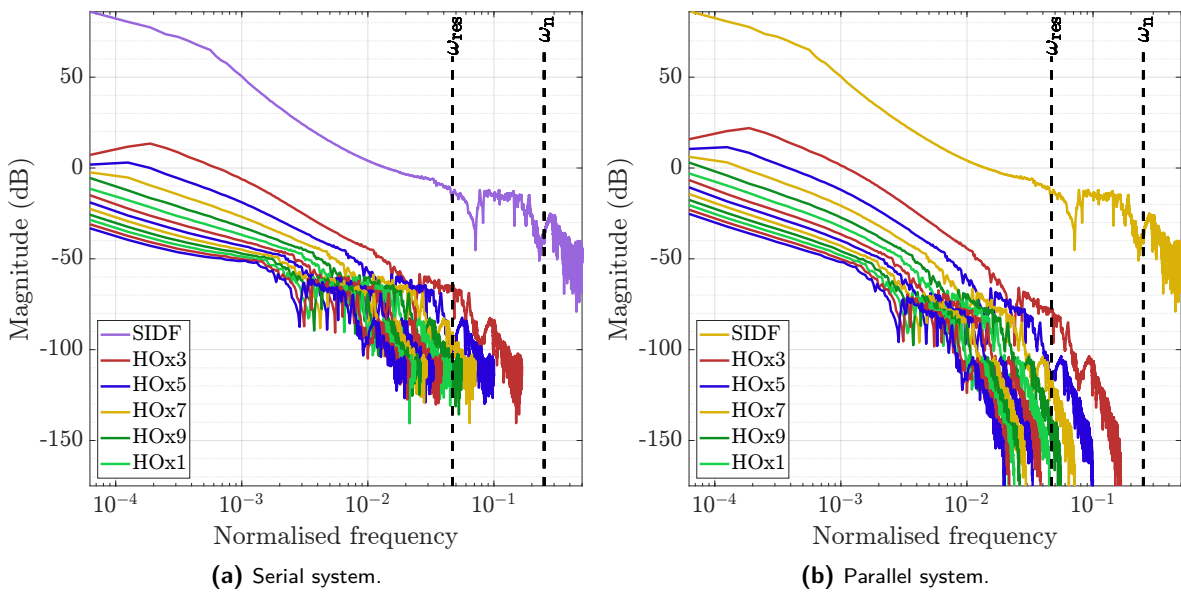 ω_res
ω_n
50
0
-50
-100
-150
Magnitude (dB)
SIDF
HOx3
HOx5
HOx7
HOx9
HOx1
10⁻⁴
10⁻³
10⁻²
10⁻¹
Normalised frequency
(a) Serial system.
ω_res
ω_n
50
0
-50
-100
-150
Magnitude (dB)
SIDF
HOx3
HOx5
HOx7
HOx9
HOx1
10⁻⁴
10⁻³
10⁻²
10⁻¹
Normalised frequency
(b) Parallel system.